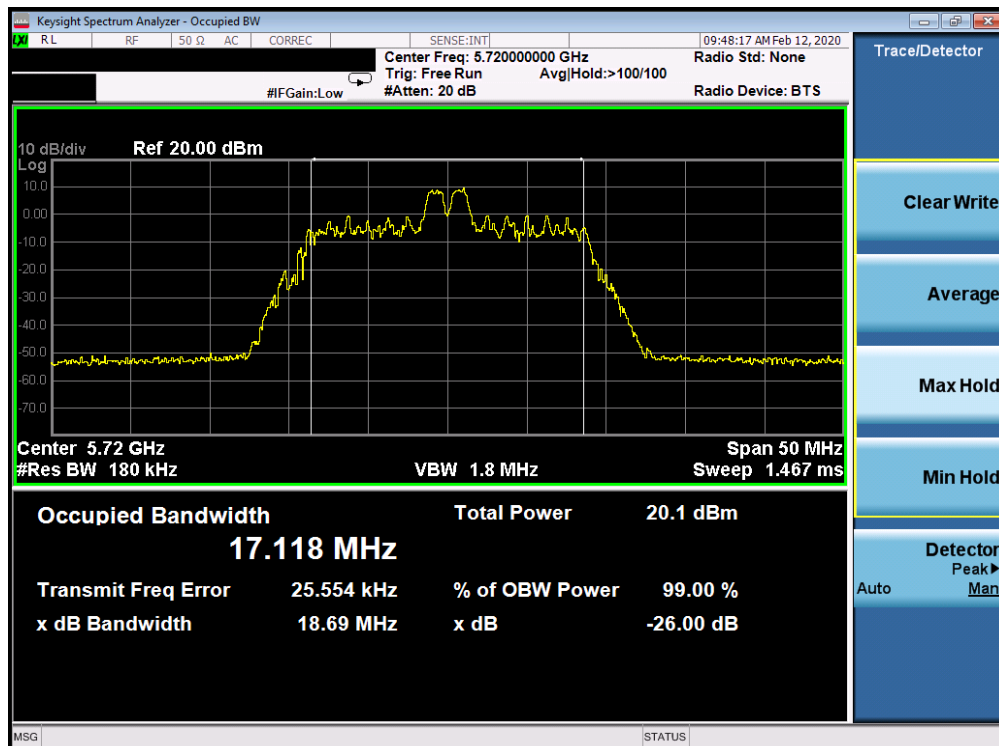 Keysight Spectrum Analyzer - Occupied BW
LXI RL RF 50 Ω AC CORREC SENSE:INT 09:48:17 AM Feb 12, 2020
Center Freq: 5.720000000 GHz Radio Std: None
Trig: Free Run Avg|Hold:>100/100
#IFGain:Low #Atten: 20 dB Radio Device: BTS
10 dB/div Ref 20.00 dBm
Log
10.0
0.00
-10.0
-20.0
-30.0
-40.0
-50.0
-60.0
-70.0
Center 5.72 GHz Span 50 MHz
#Res BW 180 kHz VBW 1.8 MHz Sweep 1.467 ms
Occupied Bandwidth Total Power 20.1 dBm
17.118 MHz
Transmit Freq Error 25.554 kHz % of OBW Power 99.00 %
x dB Bandwidth 18.69 MHz x dB -26.00 dB
MSG STATUS
Trace/Detector
Clear Write
Average
Max Hold
Min Hold
Detector
Peak▶
Auto Man